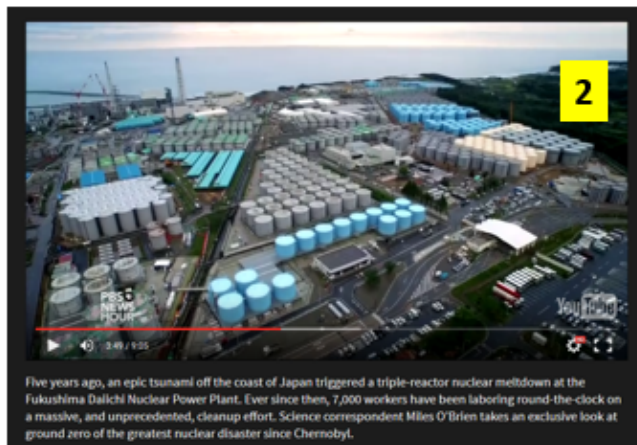 2
PBS
NEWS
HOUR
YouTube
3:49 / 9:05
Five years ago, an epic tsunami off the coast of Japan triggered a triple-reactor nuclear meltdown at the
Fukushima Daiichi Nuclear Power Plant. Ever since then, 7,000 workers have been laboring round-the-clock on
a massive, and unprecedented, cleanup effort. Science correspondent Miles O'Brien takes an exclusive look at
ground zero of the greatest nuclear disaster since Chernobyl.